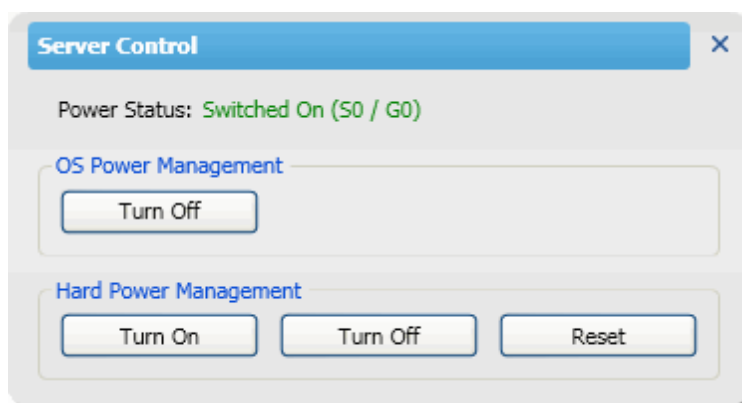 Server Control
Power Status: Switched On (S0 / G0)
OS Power Management
Turn Off
Hard Power Management
Turn On Turn Off Reset